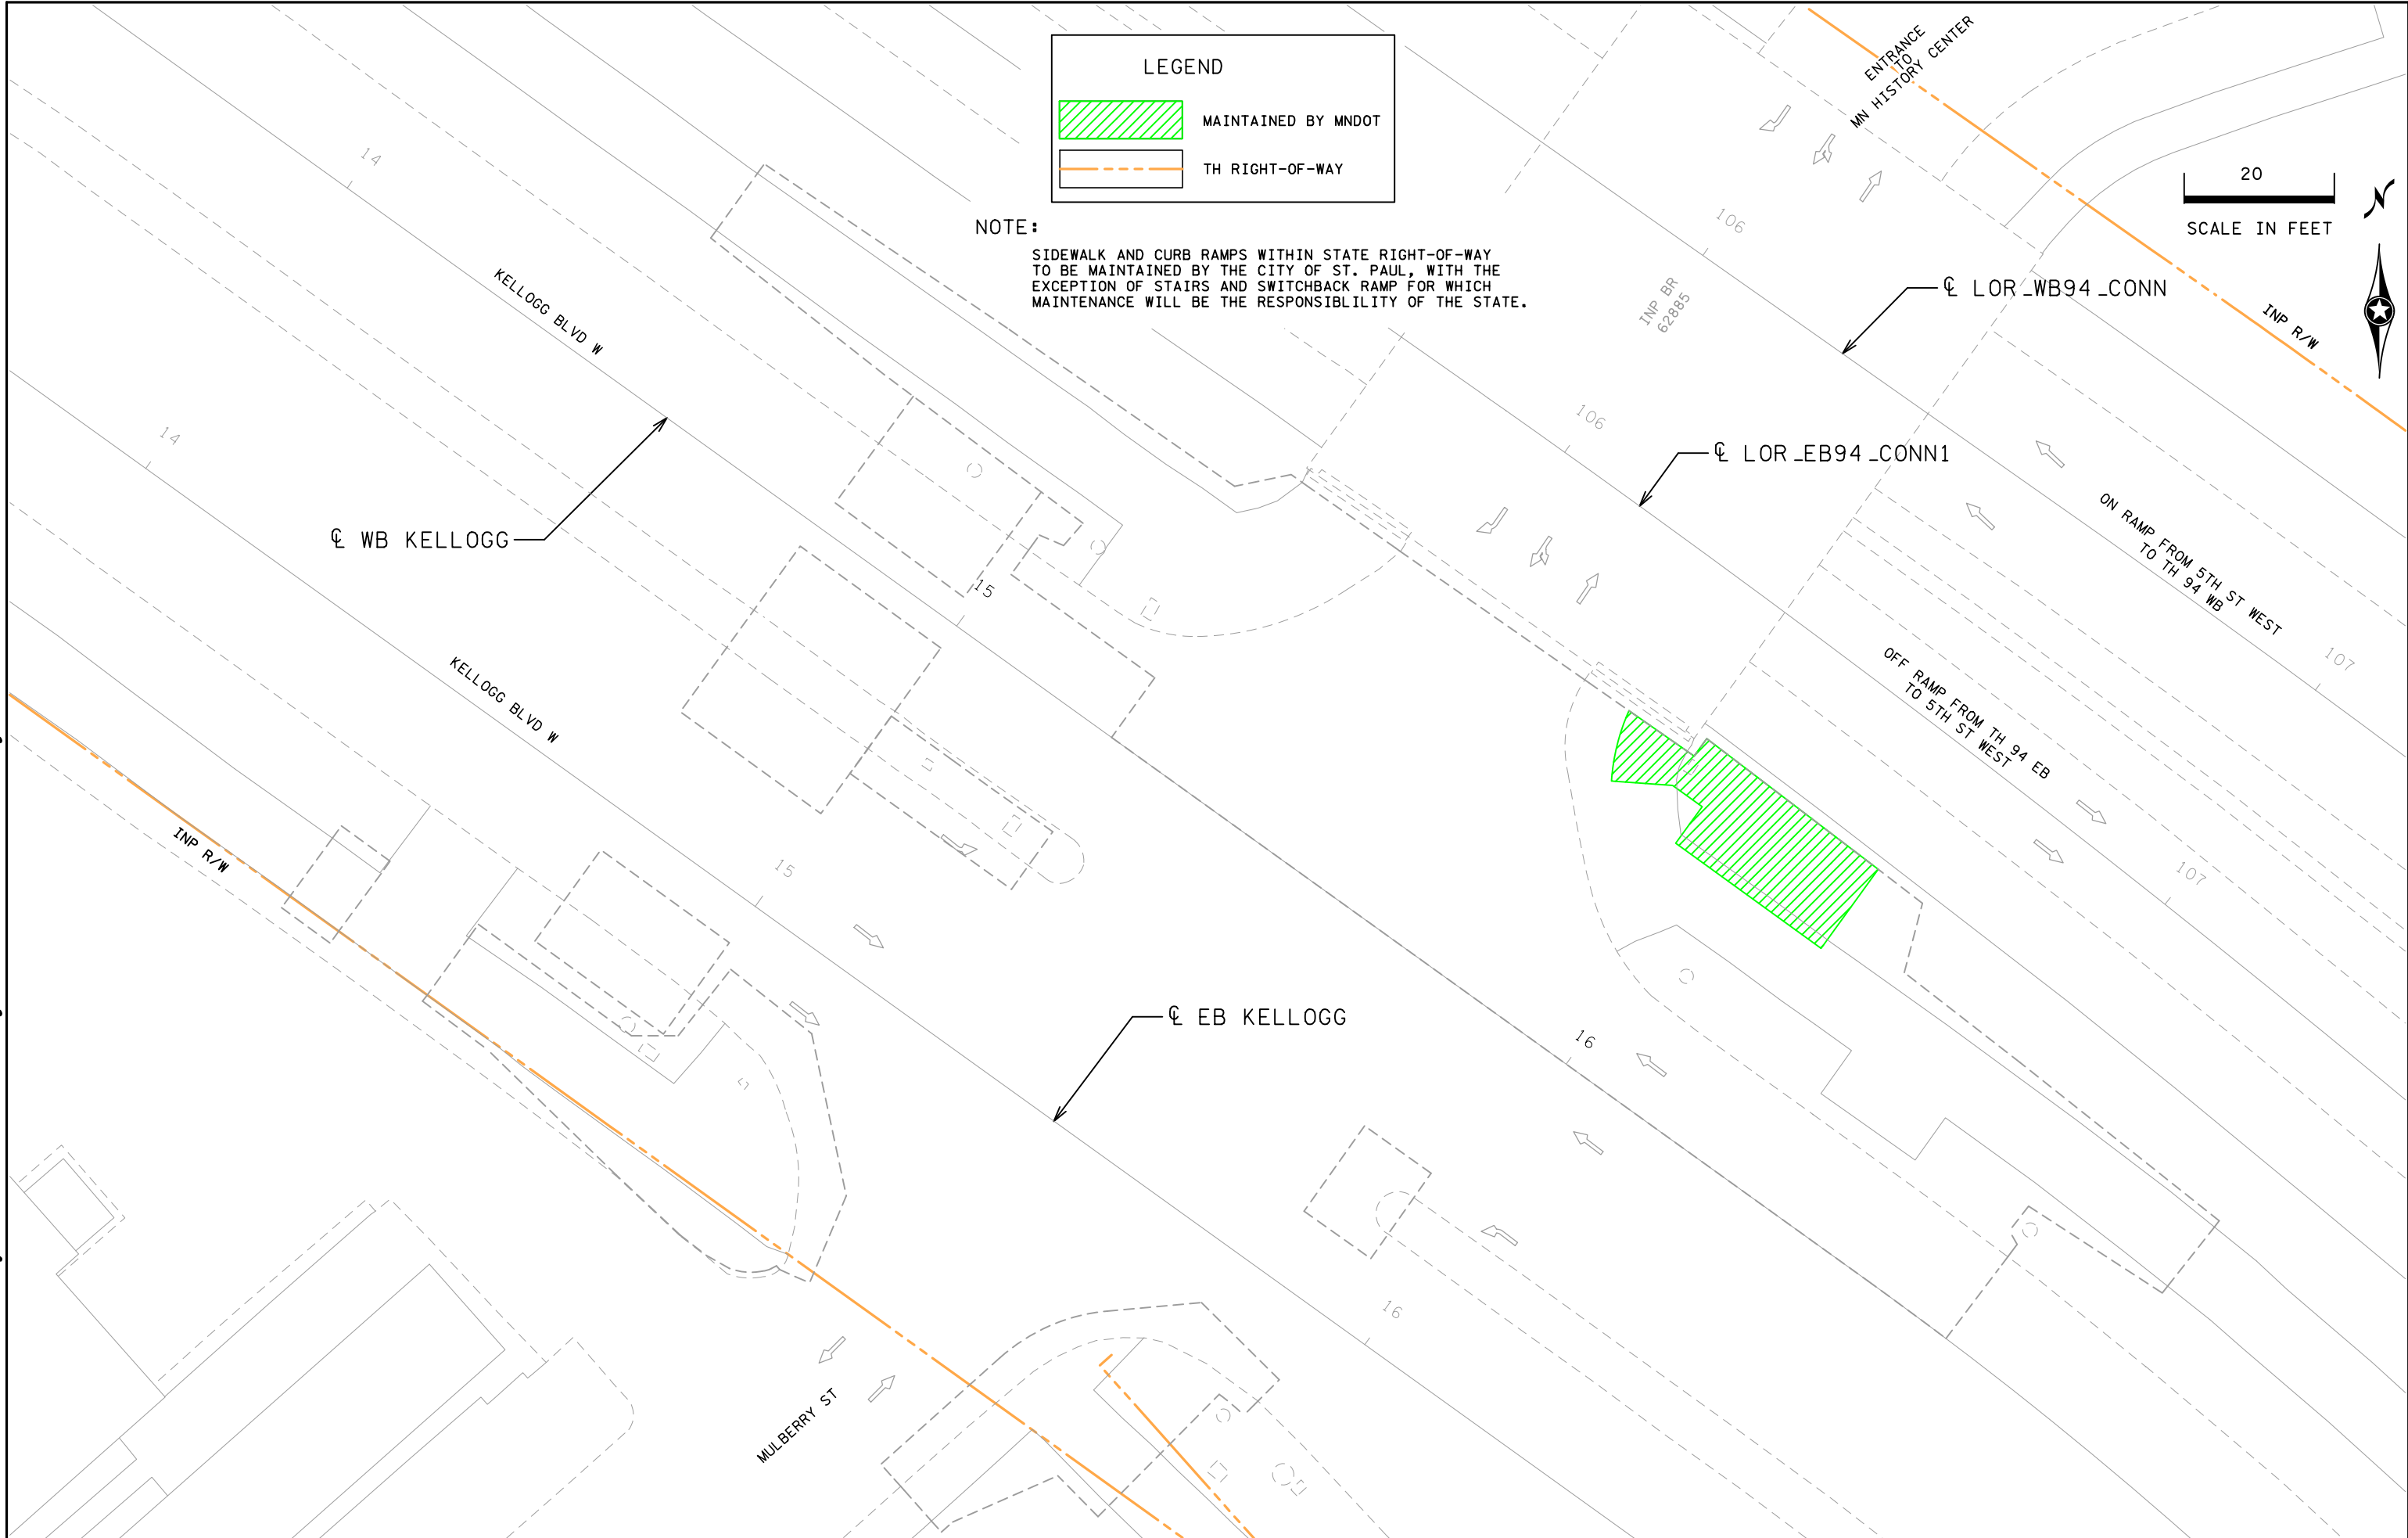 LEGEND
MAINTAINED BY MNDOT
TH RIGHT-OF-WAY
NOTE:
SIDEWALK AND CURB RAMPS WITHIN STATE RIGHT-OF-WAY
TO BE MAINTAINED BY THE CITY OF ST. PAUL, WITH THE
EXCEPTION OF STAIRS AND SWITCHBACK RAMP FOR WHICH
MAINTENANCE WILL BE THE RESPONSIBLILITY OF THE STATE.
ENTRANCE
TO
MN HISTORY CENTER
20
SCALE IN FEET
N
14
106
INP BR
62885
℄ LOR_WB94_CONN
INP R/W
KELLOGG BLVD W
14
106
℄ LOR_EB94_CONN1
℄ WB KELLOGG
ON RAMP FROM 5TH ST WEST
TO TH 94 WB
15
107
OFF RAMP FROM TH 94 EB
TO 5TH ST WEST
KELLOGG BLVD W
INP R/W
15
107
℄ EB KELLOGG
16
16
MULBERRY ST